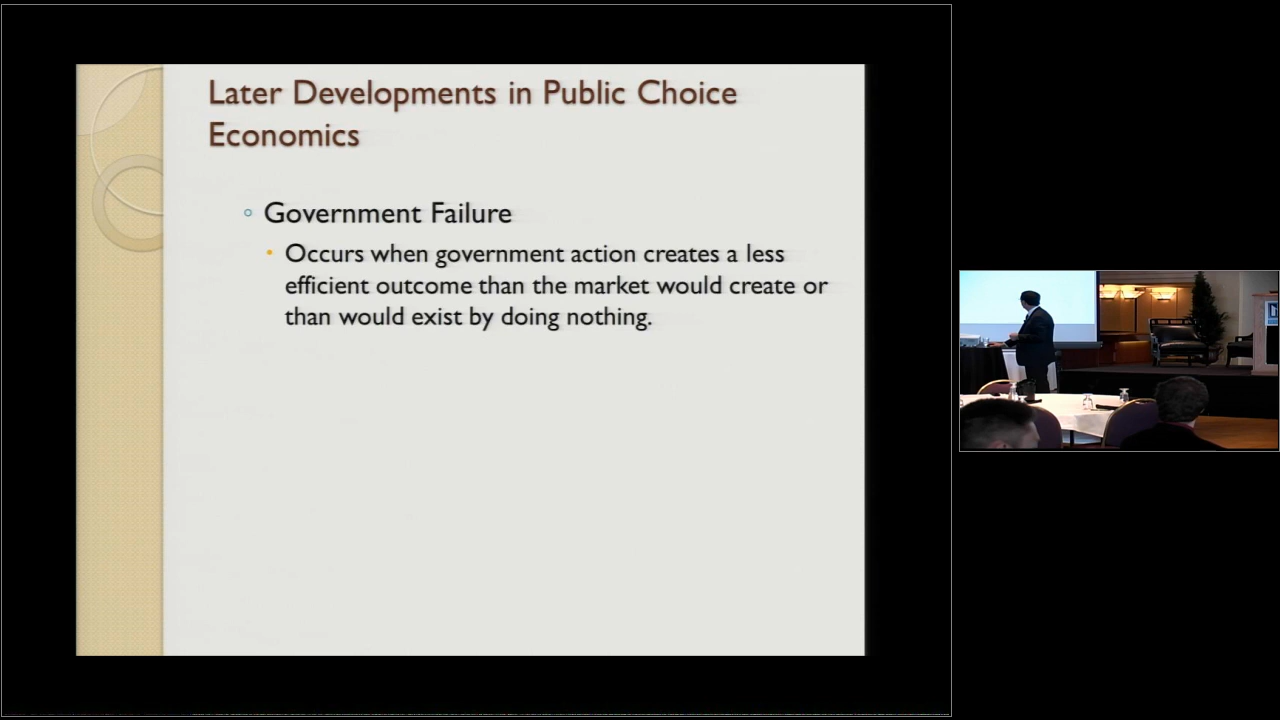 Later Developments in Public Choice
Economics
Government Failure
Occurs when government action creates a less
efficient outcome than the market would create or
than would exist by doing nothing.